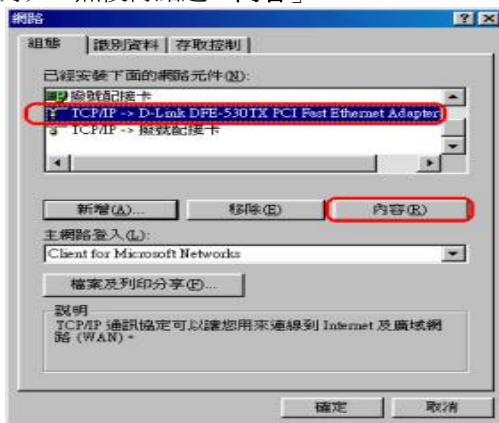 內容」
網路
組態 識別資料 存取控制
已經安裝下面的網路元件(N):
撥號配接卡
TCP/IP -> D-Link DFE-530TX PCI Fast Ethernet Adapter
TCP/IP -> 撥號配接卡
新增(A)... 移除(E) 內容(R)
主網路登入(L):
Client for Microsoft Networks
檔案及列印分享(F)...
說明
TCP/IP 通訊協定可以讓您用來連線到 Internet 及廣域網
路 (WAN)。
確定 取消